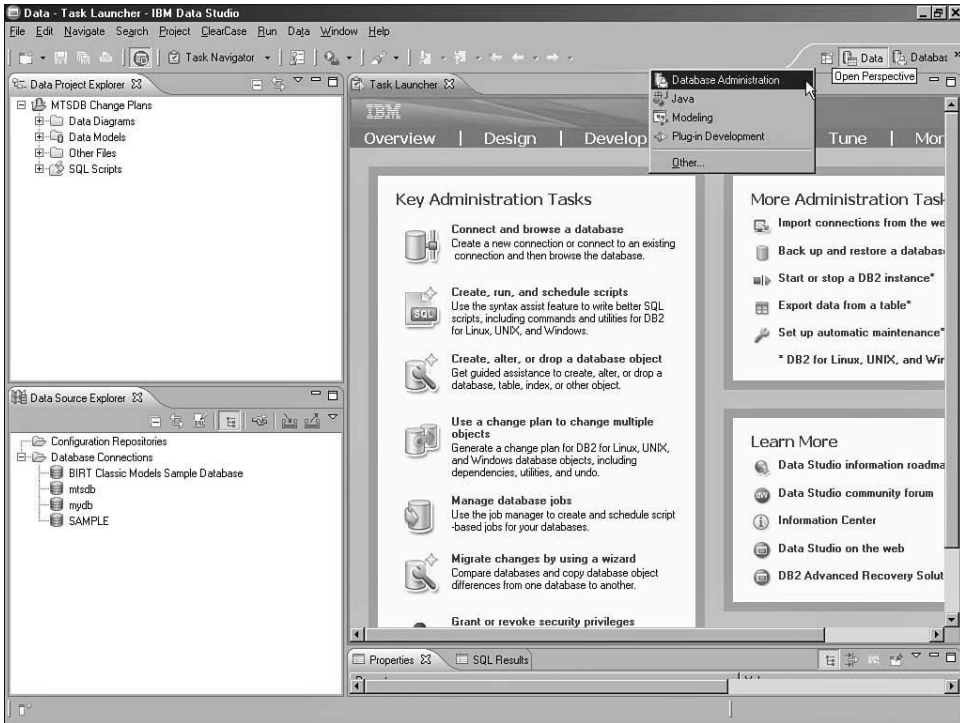 Data - Task Launcher - IBM Data Studio
File Edit Navigate Search Project ClearCase Run Data Window Help
Task Navigator
Data
Databas
Open Perspective
Database Administration
Java
Modeling
Plug-in Development
Other...
Data Project Explorer
MTSDB Change Plans
Data Diagrams
Data Models
Other Files
SQL Scripts
Data Source Explorer
Configuration Repositories
Database Connections
BIRT Classic Models Sample Database
mtsdb
mydb
SAMPLE
Task Launcher
IBM
Overview | Design | Develop Tune | Mor
Key Administration Tasks
Connect and browse a database
Create a new connection or connect to an existing
connection and then browse the database.
SQL
Create, run, and schedule scripts
Use the syntax assist feature to write better SQL
scripts, including commands and utilities for DB2
for Linux, UNIX, and Windows.
Create, alter, or drop a database object
Get guided assistance to create, alter, or drop a
database, table, index, or other object.
Use a change plan to change multiple
objects
Generate a change plan for DB2 for Linux, UNIX,
and Windows database objects, including
dependencies, utilities, and undo.
Manage database jobs
Use the job manager to create and schedule script
-based jobs for your databases.
Migrate changes by using a wizard
Compare databases and copy database object
differences from one database to another.
Grant or revoke security privileges
More Administration Task
Import connections from the we
Back up and restore a databas
Start or stop a DB2 instance*
Export data from a table*
Set up automatic maintenance*
* DB2 for Linux, UNIX, and Wir
Learn More
Data Studio information roadma
Data Studio community forum
Information Center
Data Studio on the web
DB2 Advanced Recovery Solut
Properties
SQL Results